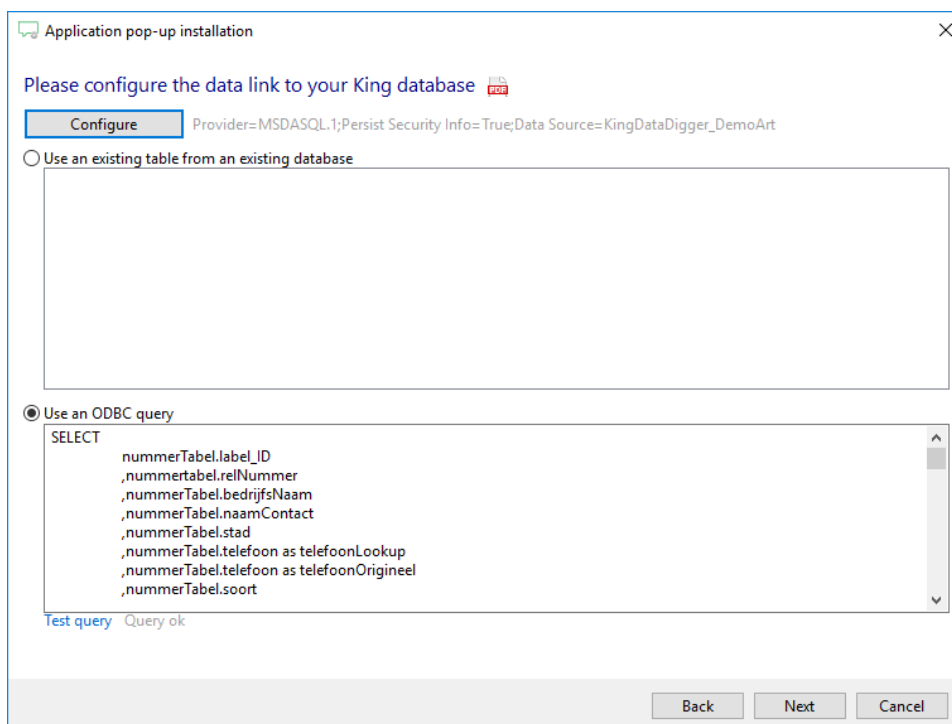 Application pop-up installation
Please configure the data link to your King database
PDF
Configure Provider=MSDASQL.1;Persist Security Info=True;Data Source=KingDataDigger_DemoArt
Use an existing table from an existing database
Use an ODBC query
SELECT
nummerTabel.label_ID
,nummertabel.relNummer
,nummerTabel.bedrijfsNaam
,nummerTabel.naamContact
,nummerTabel.stad
,nummerTabel.telefoon as telefoonLookup
,nummerTabel.telefoon as telefoonOrigineel
,nummerTabel.soort
Test query Query ok
Back Next Cancel